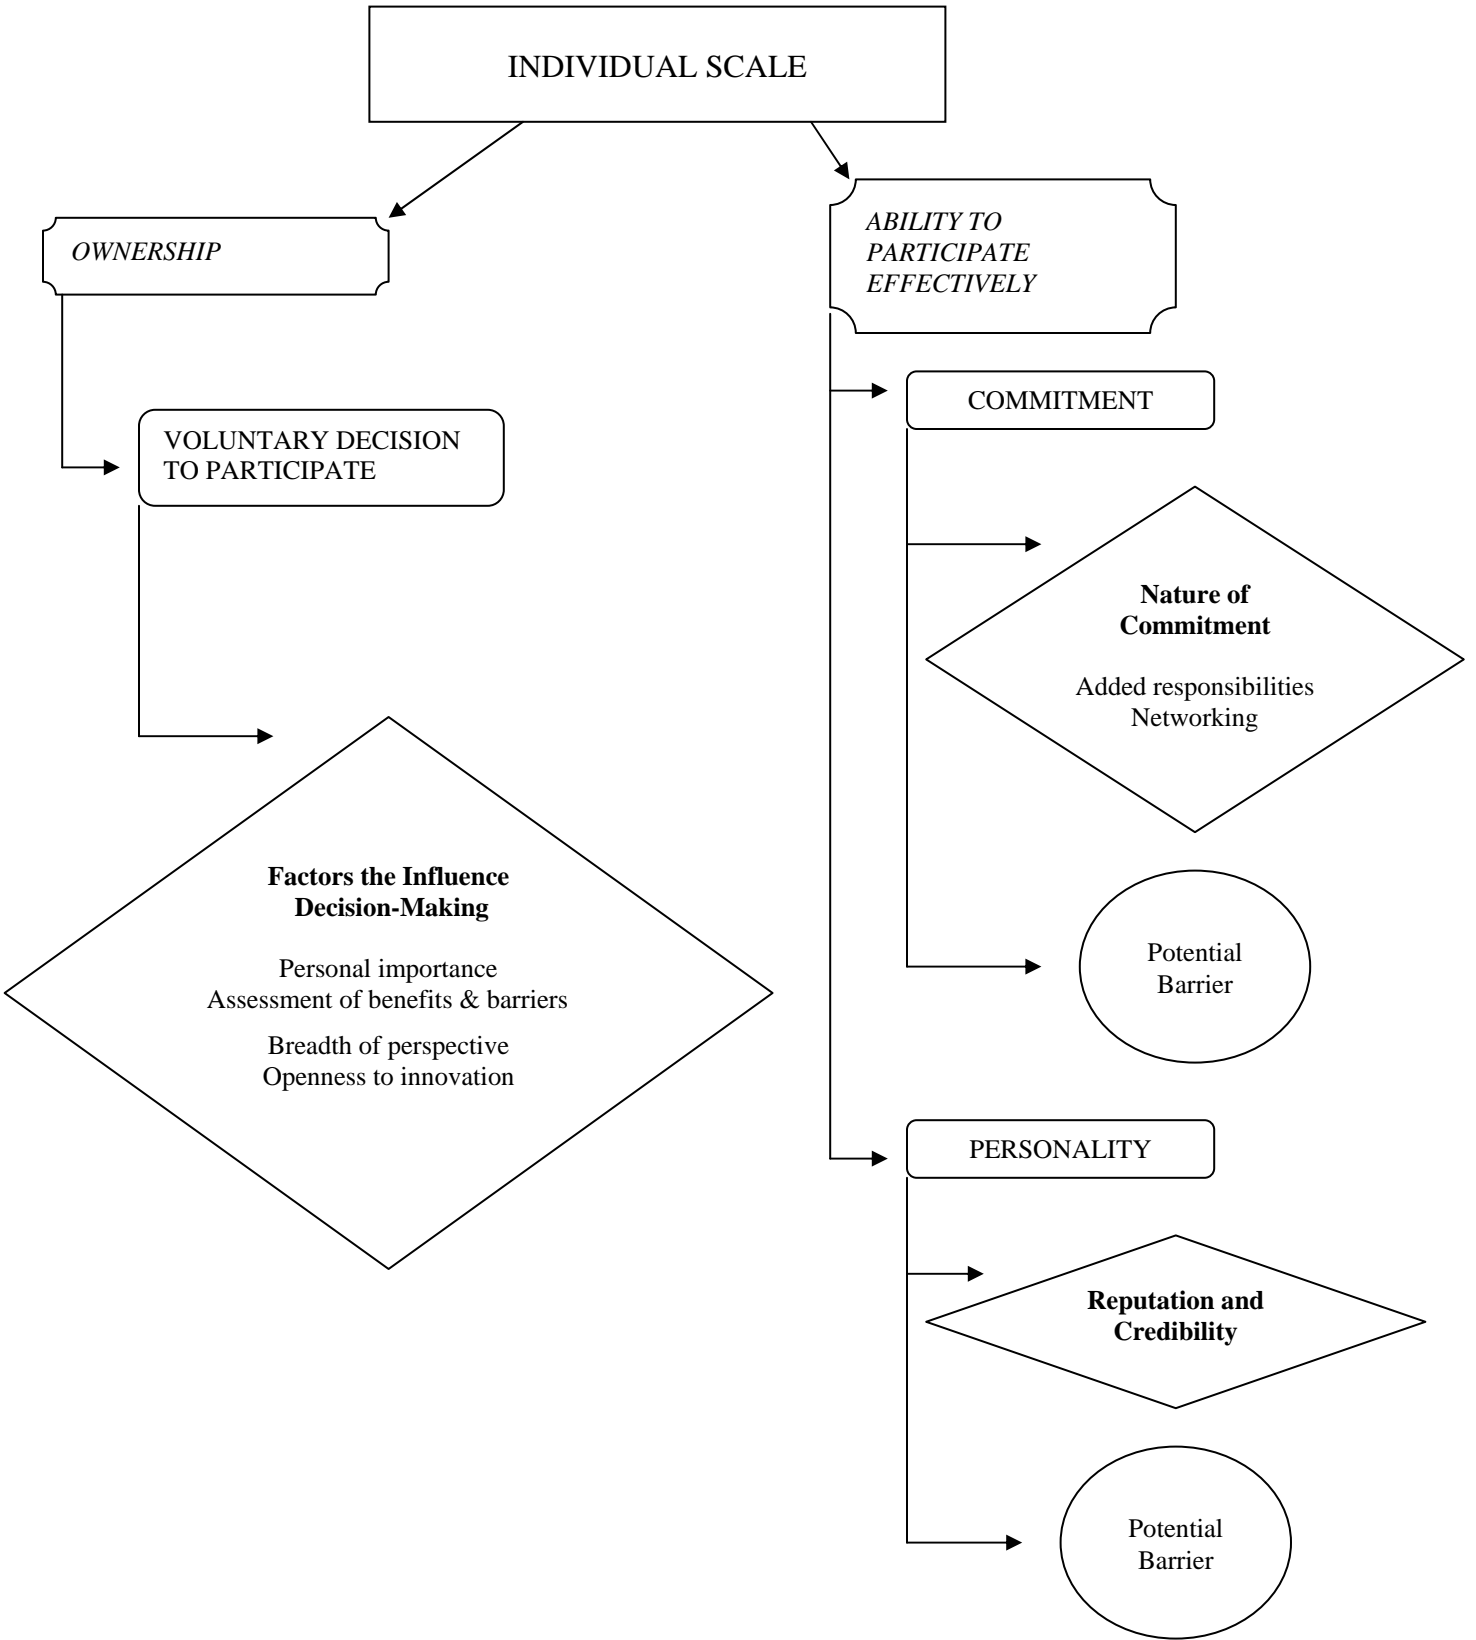 INDIVIDUAL SCALE
OWNERSHIP
VOLUNTARY DECISION
TO PARTICIPATE
Factors the Influence
Decision-Making
Personal importance
Assessment of benefits & barriers
Breadth of perspective
Openness to innovation
ABILITY TO
PARTICIPATE
EFFECTIVELY
COMMITMENT
Nature of
Commitment
Added responsibilities
Networking
Potential
Barrier
PERSONALITY
Reputation and
Credibility
Potential
Barrier